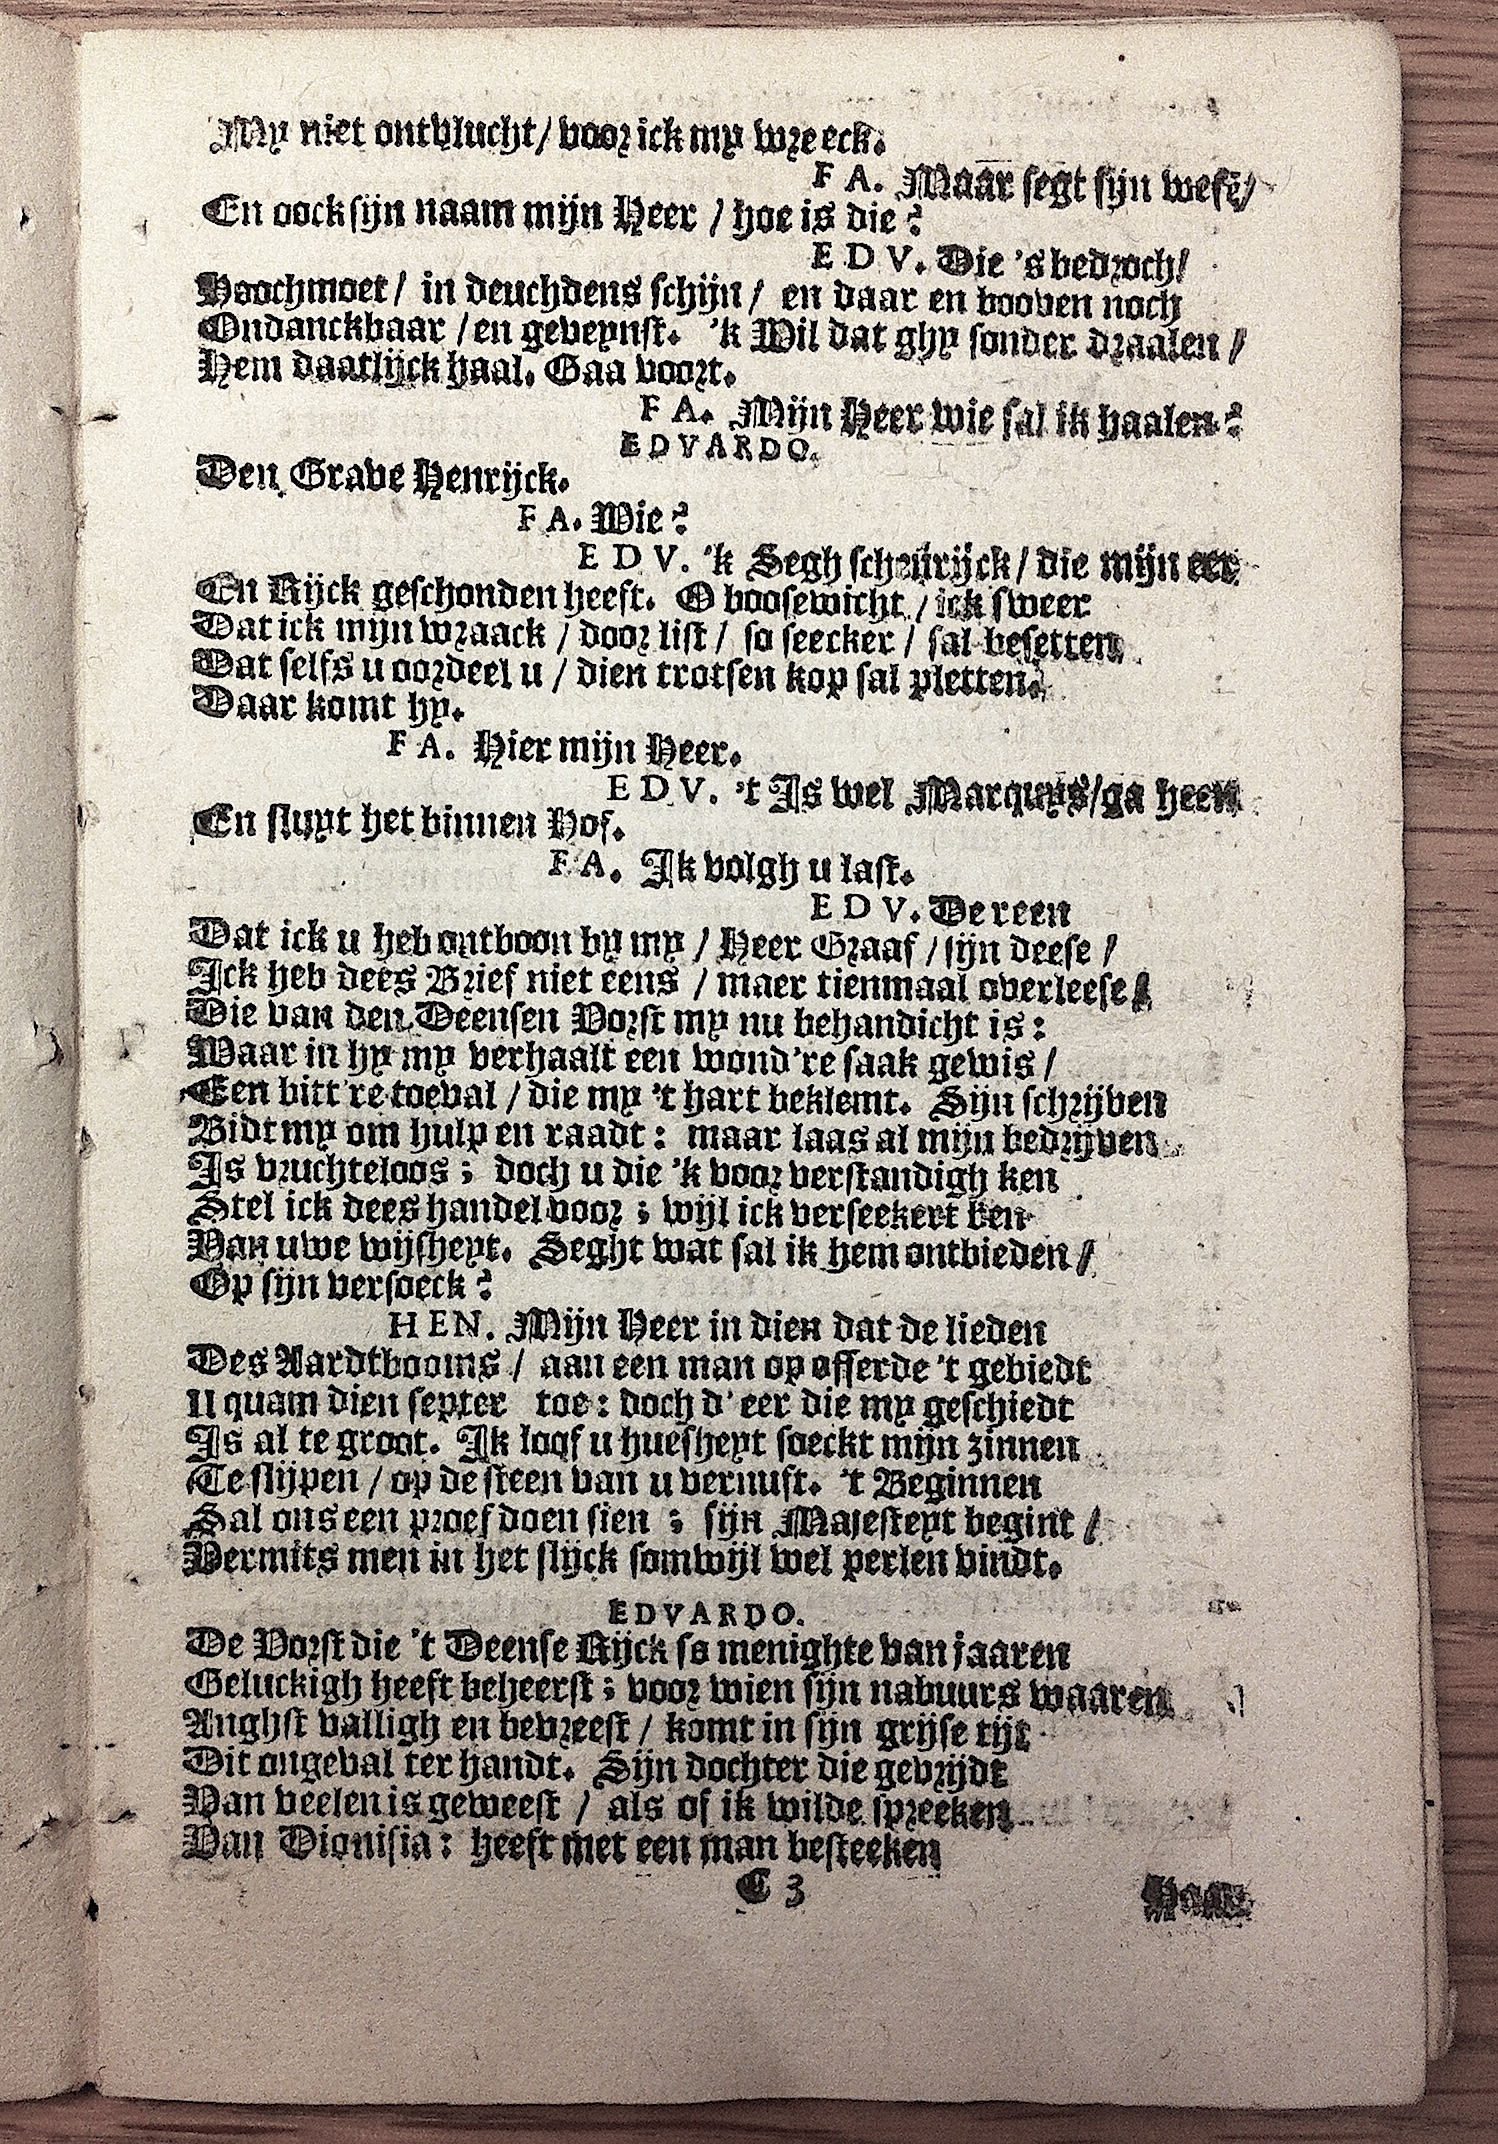 My niet ontvlucht / voor ick my wreeck.
F A. Maar segt sijn wesē /
En oock sijn naam mijn Heer / hoe is die?
E D V. Die 's bedroch /
Hoochmoet / in deuchdens schijn / en daar en booven noch
Ondanckbaar / en geveynst. 'k Wil dat ghy sonder draalen /
Hem daatlijck haal. Gaa voort.
F A. Mijn Heer wie sal ik haalen?
EDVARDO.
Den Grave Henrijck.
F A. Wie?
E D V. 'k Segh scheurijck / die mijn eer
En Rijck geschonden heeft. O boosewicht / ick sweer
Dat ick mijn wraack / door list / so seecker / sal besetten
Dat selfs u oordeel u / dien trotsen kop sal pletten.
Daar komt hy.
F A. Hier mijn Heer.
E D V. 't Is wel Marquys / ga heen
En sluyt het binnen Hof.
F A. Ik volgh u last.
E D V. De reen
Dat ick u heb ontboon by my / Heer Graaf / sijn deese /
Ick heb dees Brief niet eens / maer tienmaal overleese /
Die van den Deensen Vorst my nu behandicht is:
Waar in hy my verhaalt een wond're saak gewis /
Een bitt're toeval / die my 't hart beklemt. Sijn schrijven
Bidt my om hulp en raadt: maar laas al mijn bedrijven
Is vruchteloos; doch u die 'k voor verstandigh ken
Stel ick dees handel voor; wijl ick verseekert ben
Van uwe wijsheyt. Seght wat sal ik hem ontbieden /
Op sijn versoeck?
HEN. Mijn Heer in dien dat de lieden
Des Aardtbooms / aan een man op offerde 't gebiedt
U quam dien septer toe: doch d' eer die my geschiedt
Is al te groot. Ik loof u huesheyt soeckt mijn zinnen
Te slijpen / op de steen van u vernuft. 't Beginnen
Sal ons een proef doen sien; sijn Majesteyt begint /
Vermits men in het slijck somwijl wel perlen vindt.
EDVARDO.
De Vorst die 't Deense Rijck so menighte van jaaren
Geluckigh heeft beheerst; voor wien sijn nabuurs waaren
Anghst valligh en bevreest / komt in sijn grijse tijt
Dit ongeval ter handt. Sijn dochter die gevrijdt
Van veelen is geweest / als of ik wilde spreeken
Van Dionisia: heeft met een man besteeken
C 3 Haar